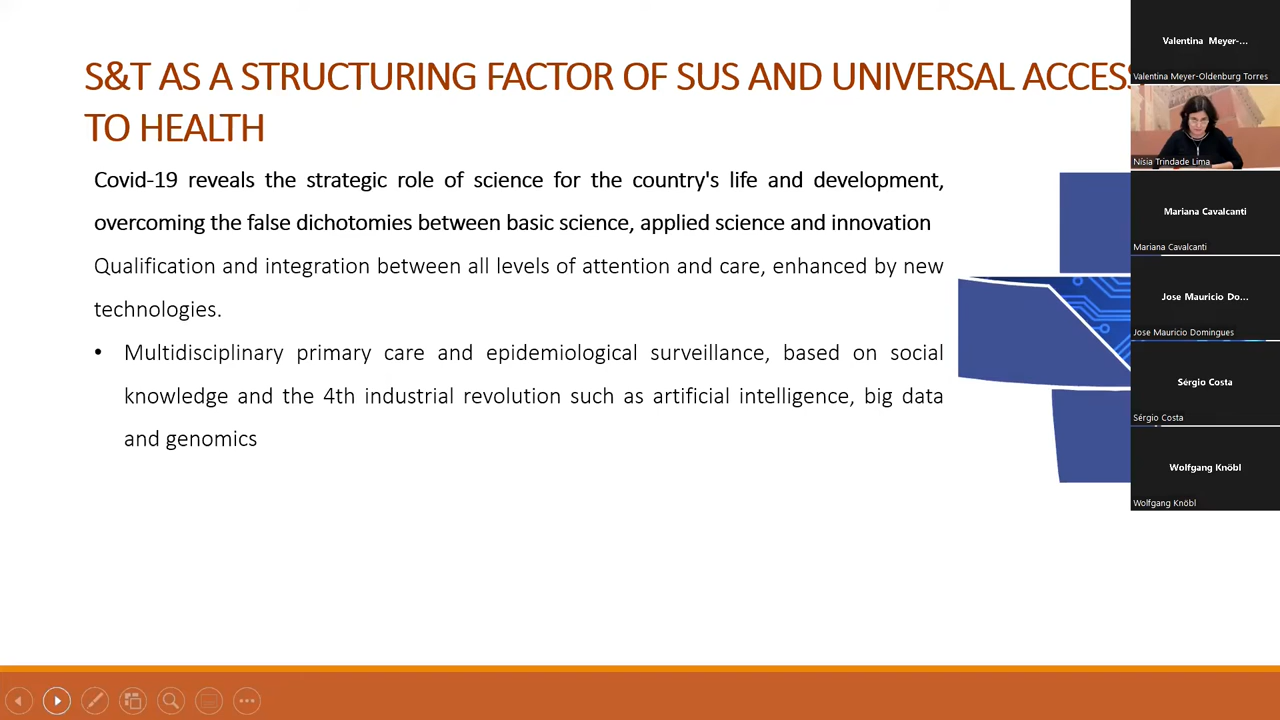 S&T AS A STRUCTURING FACTOR OF SUS AND UNIVERSAL ACCESS
TO HEALTH
Covid-19 reveals the strategic role of science for the country's life and development,
overcoming the false dichotomies between basic science, applied science and innovation
Qualification and integration between all levels of attention and care, enhanced by new
technologies.
• Multidisciplinary primary care and epidemiological surveillance, based on social
knowledge and the 4th industrial revolution such as artificial intelligence, big data
and genomics
Valentina Meyer-...
Valentina Meyer-Oldenburg Torres
Nísia Trindade Lima
Mariana Cavalcanti
Mariana Cavalcanti
Jose Mauricio Do...
Jose Mauricio Domingues
Sérgio Costa
Sérgio Costa
Wolfgang Knöbl
Wolfgang Knöbl